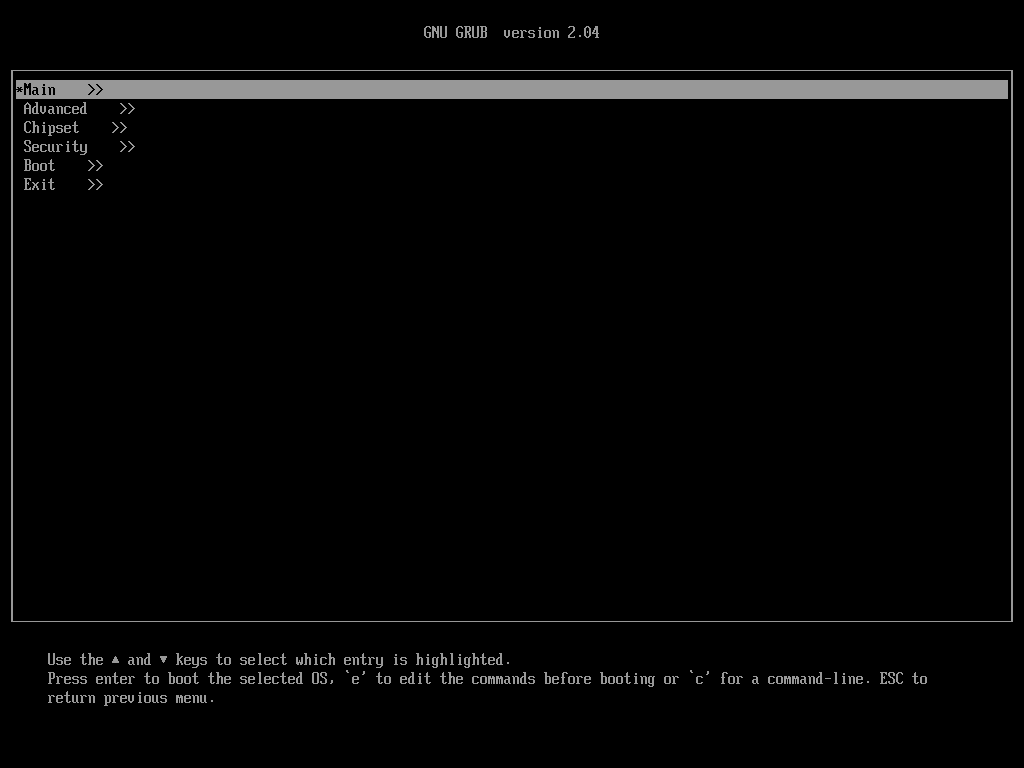 GNU GRUB  version 2.04
*Main    >>
Advanced    >>
Chipset    >>
Security    >>
Boot    >>
Exit    >>
Use the ▲ and ▼ keys to select which entry is highlighted.
Press enter to boot the selected OS, `e' to edit the commands before booting or `c' for a command-line. ESC to
return previous menu.